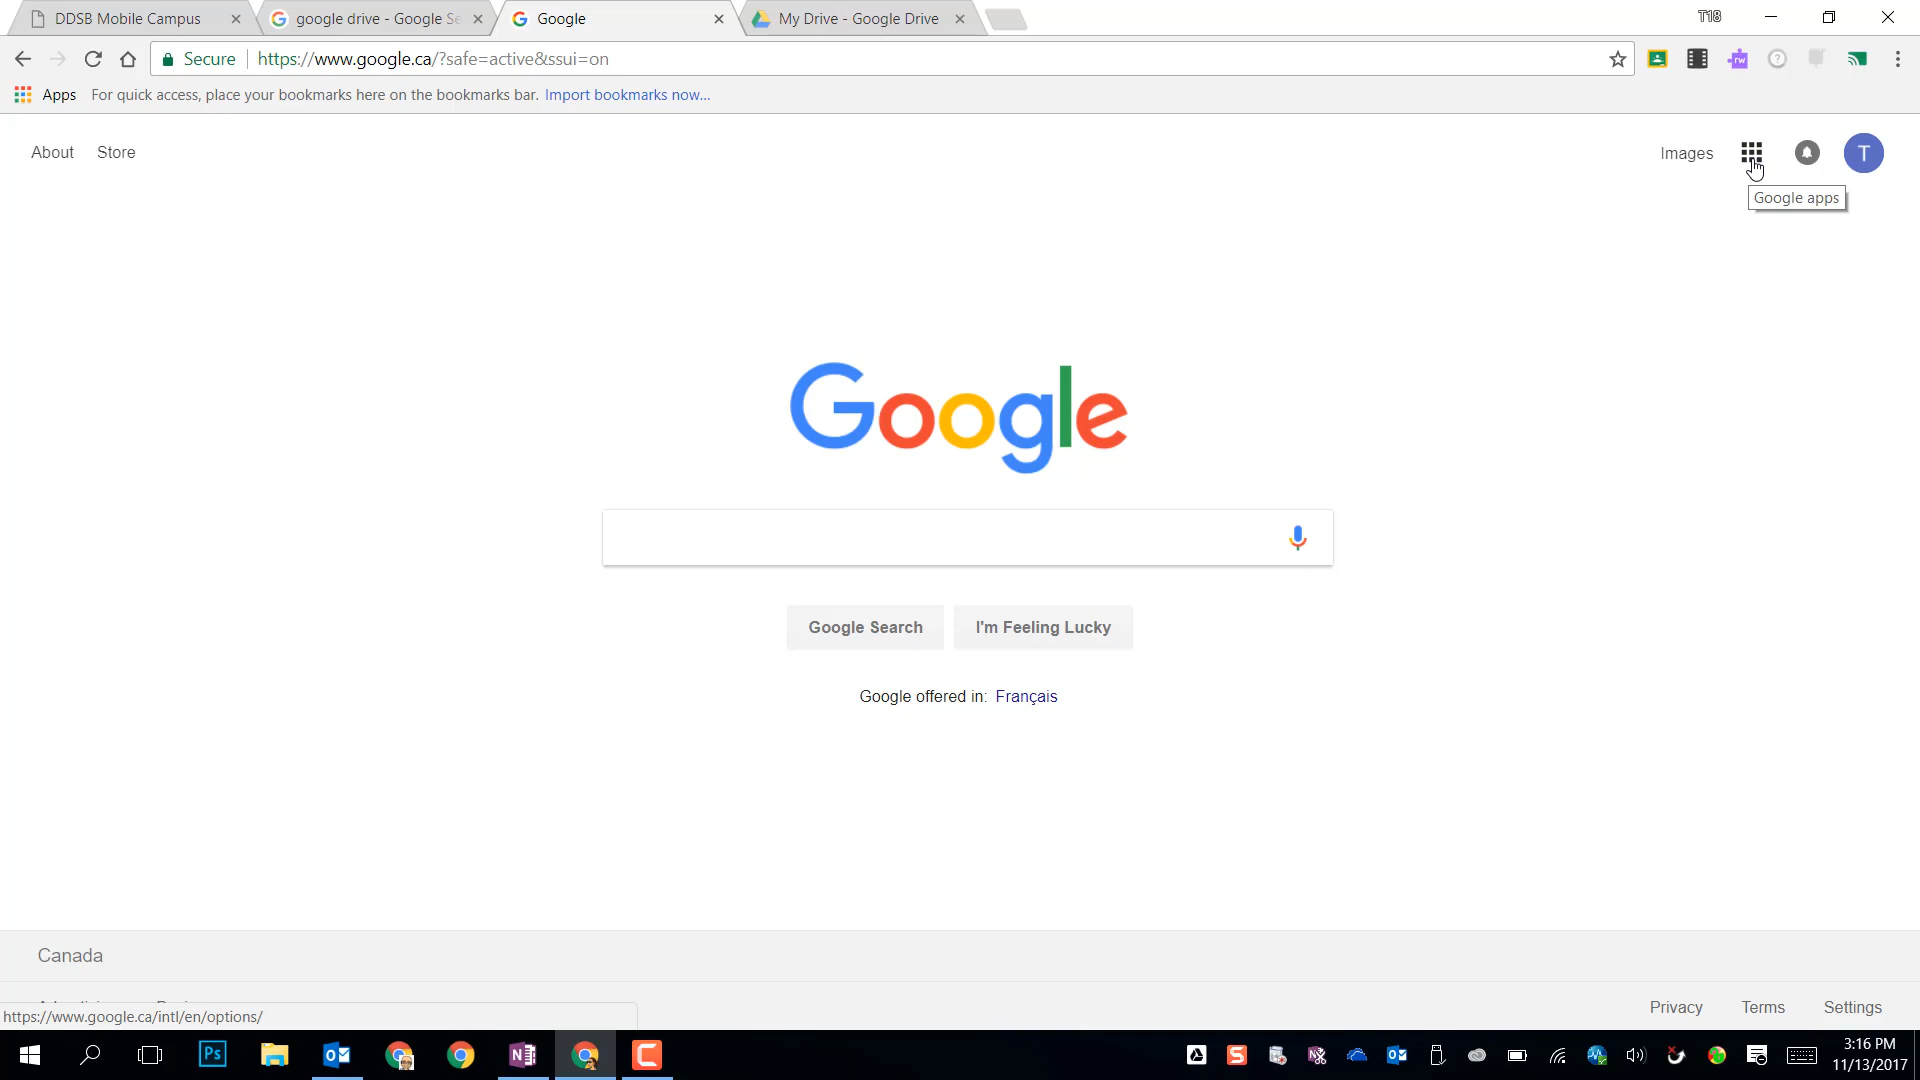 DDSB Mobile Campus
google drive - Google Se
Google
My Drive - Google Drive
T18
Secure
https://www.google.ca/?safe=active&ssui=on
rw
Apps
For quick access, place your bookmarks here on the bookmarks bar. Import bookmarks now...
About
Store
Images
T
Google apps
Google
Google Search
I'm Feeling Lucky
Google offered in: Français
Canada
https://www.google.ca/intl/en/options/
Privacy
Terms
Settings
Ps
3:16 PM
11/13/2017